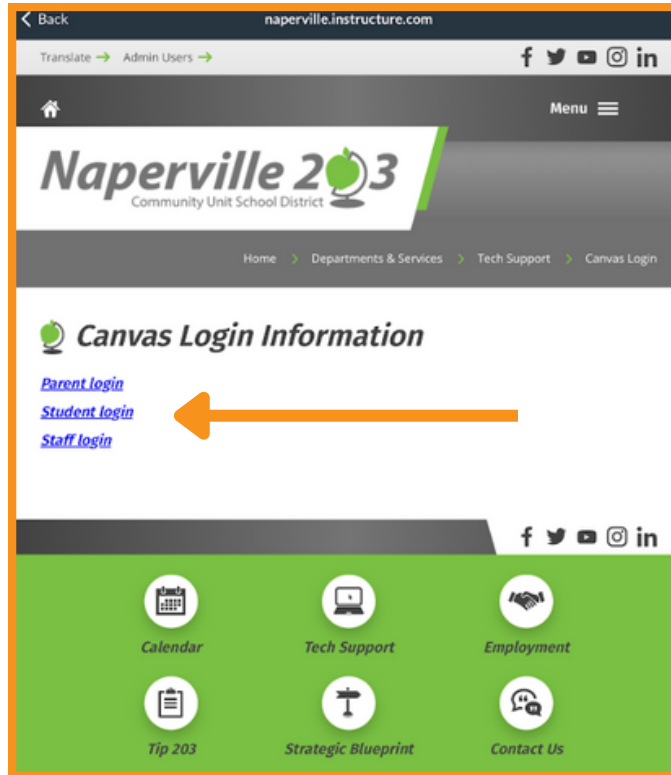 Back naperville.instructure.com
Translate → Admin Users →
Menu
Naperville 203
Community Unit School District
Home > Departments & Services > Tech Support > Canvas Login
Canvas Login Information
Parent login
Student login
Staff login
Calendar Tech Support Employment
Tip 203 Strategic Blueprint Contact Us